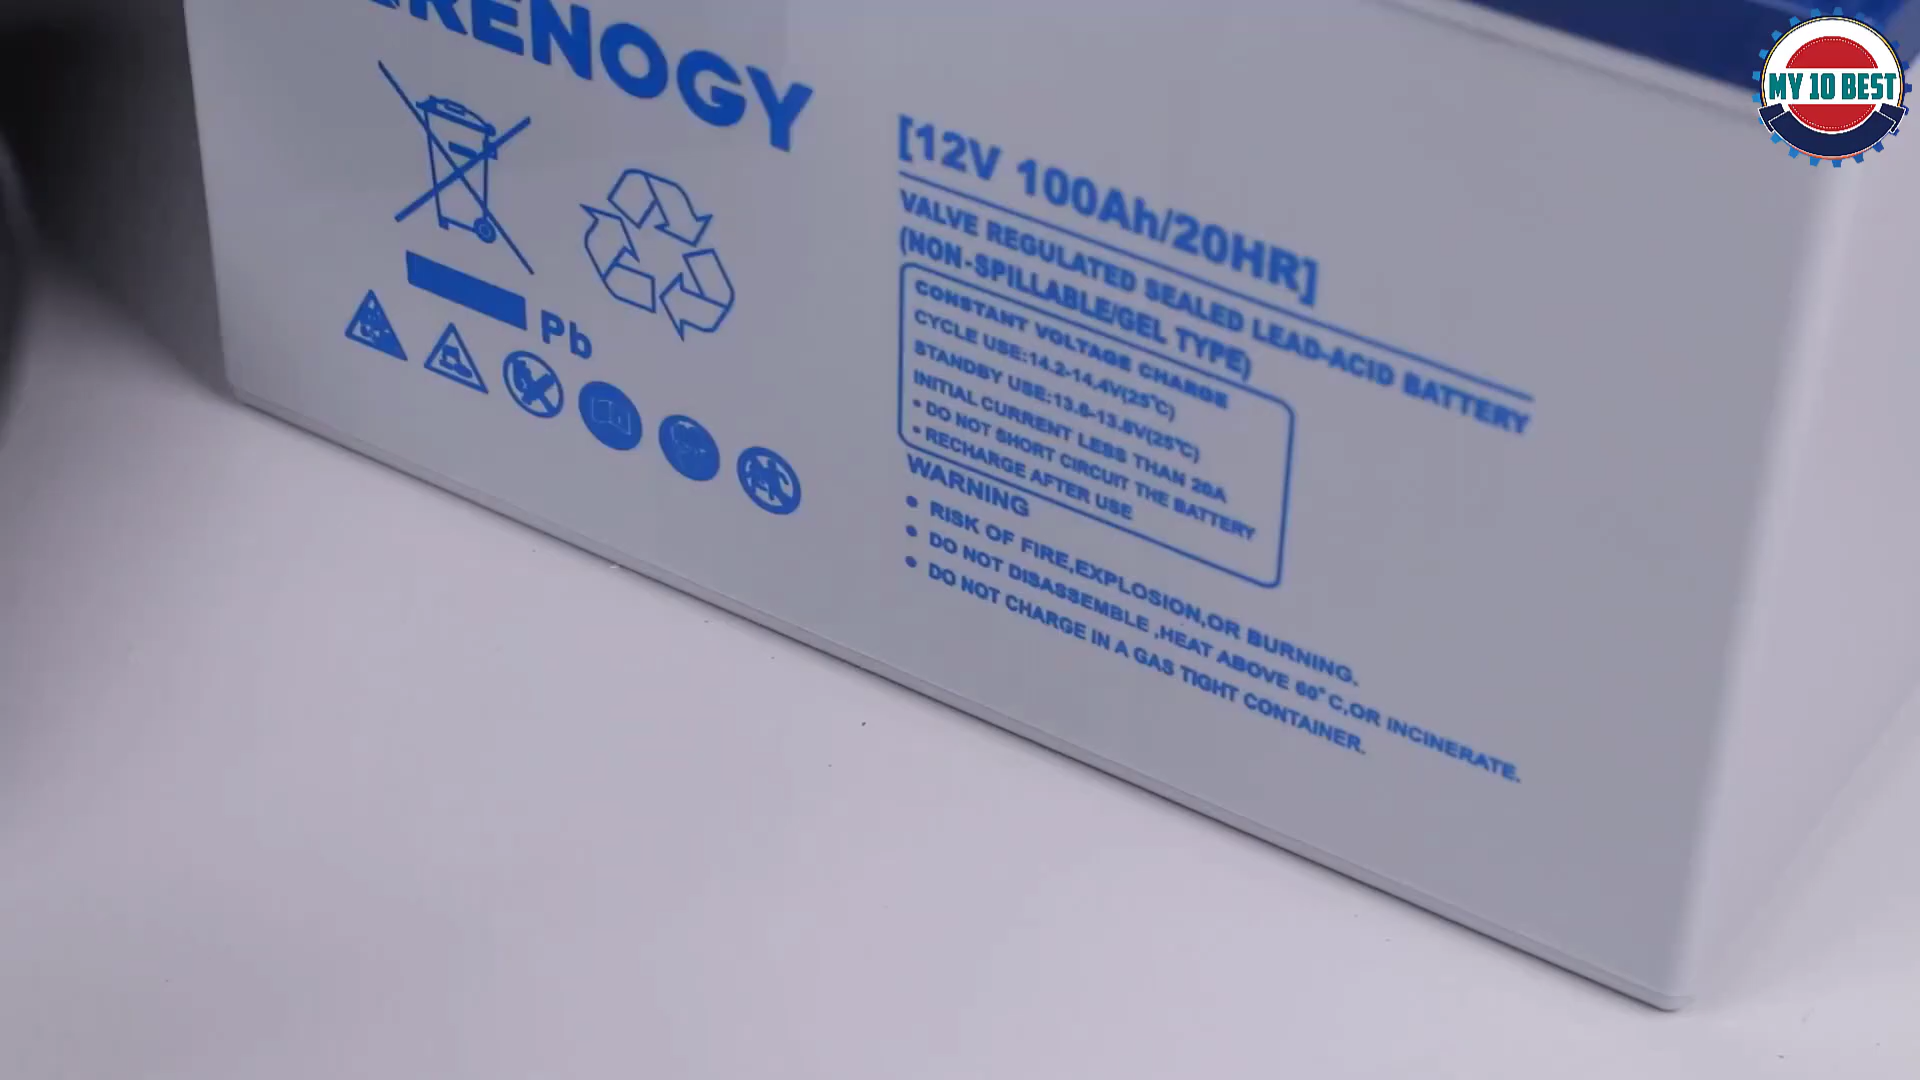 RENOGY
Pb
[12V 100Ah/20HR]
VALVE REGULATED SEALED LEAD-ACID BATTERY
(NON-SPILLABLE/GEL TYPE)
CONSTANT VOLTAGE CHARGE
CYCLE USE:14.2-14.4V(25℃)
STANDBY USE:13.6-13.8V(25℃)
INITIAL CURRENT LESS THAN 20A
• DO NOT SHORT CIRCUIT THE BATTERY
• RECHARGE AFTER USE
WARNING
• RISK OF FIRE,EXPLOSION,OR BURNING.
• DO NOT DISASSEMBLE ,HEAT ABOVE 60°C,OR INCINERATE.
• DO NOT CHARGE IN A GAS TIGHT CONTAINER.
MY 10 BEST